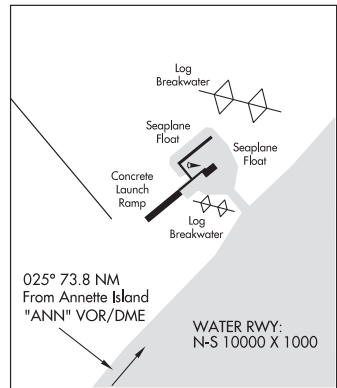 Log
Breakwater
Seaplane
Float
Seaplane
Float
Concrete
Launch
Ramp
Log
Breakwater
025° 73.8 NM
From Annette Island
"ANN" VOR/DME
WATER RWY:
N-S 10000 X 1000